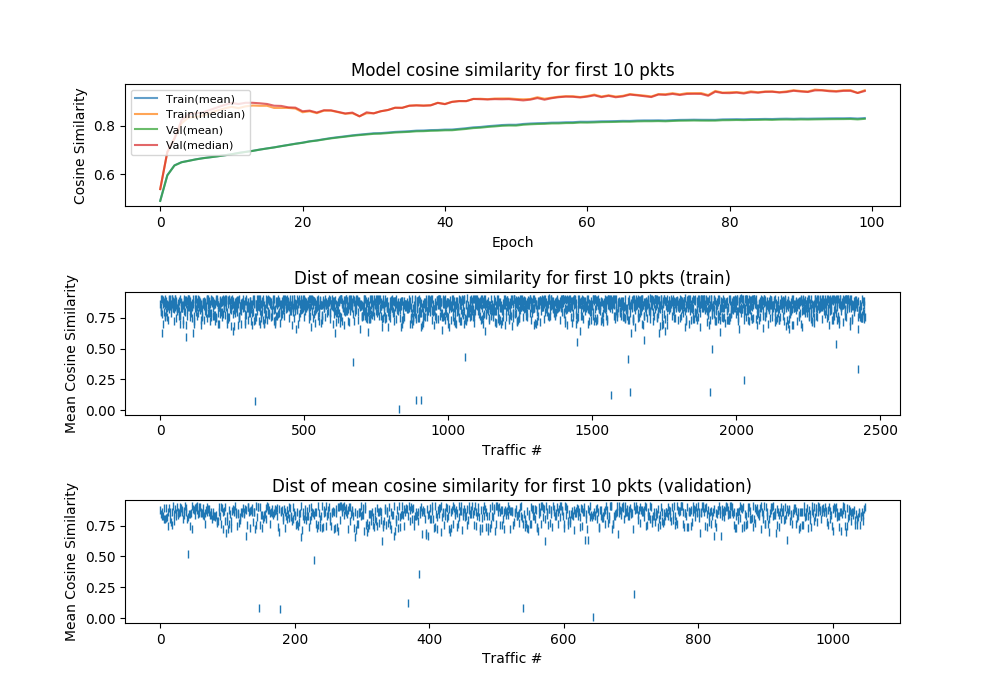 Model cosine similarity for first 10 pkts
Cosine Similarity
0.8
0.6
Train(mean)
Train(median)
Val(mean)
Val(median)
0 20 40 60 80 100
Epoch
Dist of mean cosine similarity for first 10 pkts (train)
Mean Cosine Similarity
0.75
0.50
0.25
0.00
0 500 1000 1500 2000 2500
Traffic #
Dist of mean cosine similarity for first 10 pkts (validation)
Mean Cosine Similarity
0.75
0.50
0.25
0.00
0 200 400 600 800 1000
Traffic #